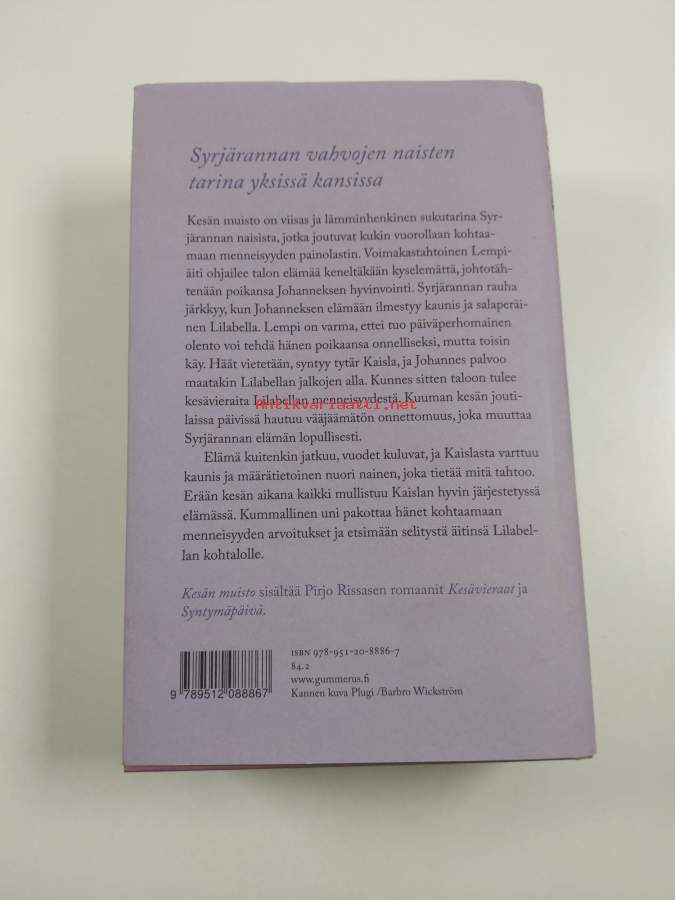 Syrjärannan vahvojen naisten
tarina yksissä kansissa
Kesän muisto on viisas ja lämminhenkinen sukutarina Syr-
järannan naisista, jotka joutuvat kukin vuorollaan kohtaa-
maan menneisyyden painolastin. Voimakastahtoinen Lempi-
äiti ohjailee talon elämää keneltäkään kyselemättä, johtotäh-
tenään poikansa Johanneksen hyvinvointi. Syrjärannan rauha
järkkyy, kun Johanneksen elämään ilmestyy kaunis ja salaperäi-
nen Lilabella. Lempi on varma, ettei tuo päiväperhomainen
olento voi tehdä hänen poikaansa onnelliseksi, mutta toisin
käy. Häät vietetään, syntyy tytär Kaisla, ja Johannes palvoo
maatakin Lilabellan jalkojen alla. Kunnes sitten taloon tulee
kesävieraita Lilabellan menneisyydestä. Kuuman kesän jouti-
Antikvariaatti.net
laissa päivissä hautuu vääjäämätön onnettomuus, joka muuttaa
Syrjärannan elämän lopullisesti.
Elämä kuitenkin jatkuu, vuodet kuluvat, ja Kaislasta varttuu
kaunis ja määrätietoinen nuori nainen, joka tietää mitä tahtoo.
Erään kesän aikana kaikki mullistuu Kaislan hyvin järjestetyssä
elämässä. Kummallinen uni pakottaa hänet kohtaamaan
menneisyyden arvoitukset ja etsimään selitystä äitinsä Lilabel-
lan kohtalolle.
Kesän muisto sisältää Pirjo Rissasen romaanit Kesävieraat ja
Syntymäpäivä.
ISBN 978-951-20-8886-7
84.2
www.gummerus.fi
Kannen kuva Plugi /Barbro Wickström
9 789512 088867